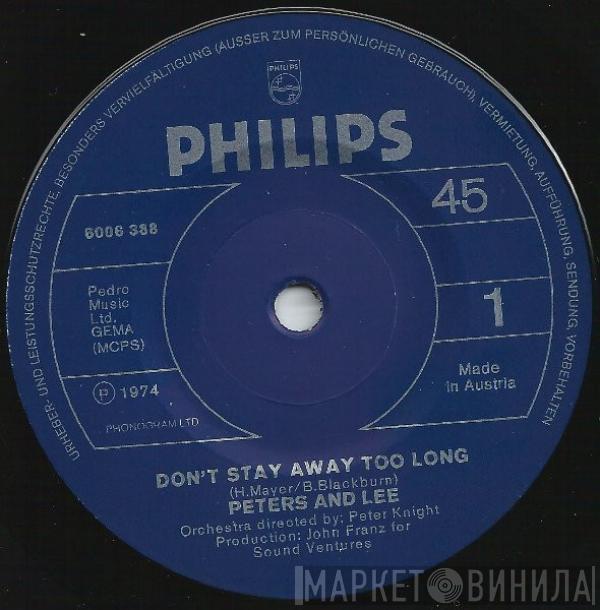 URHEBER- UND LEISTUNGSSCHUTZRECHTE, BESONDERS VERVIELFÄLTIGUNG (AUSSER ZUM PERSÖNLICHEN GEBRAUCH), VERMIETUNG, AUFFÜHRUNG, SENDUNG, VORBEHALTEN
PHILIPS
PHILIPS
6006 388
45
Pedro
Music
Ltd.
GEMA
(MCPS)
1
Ⓟ 1974
Made
in Austria
PHONOGRAM LTD
DON'T STAY AWAY TOO LONG
(H.Mayer/B.Blackburn)
PETERS AND LEE
Orchestra directed by: Peter Knight
Production: John Franz for
Sound Ventures
МАРКЕТ ВИНИЛА